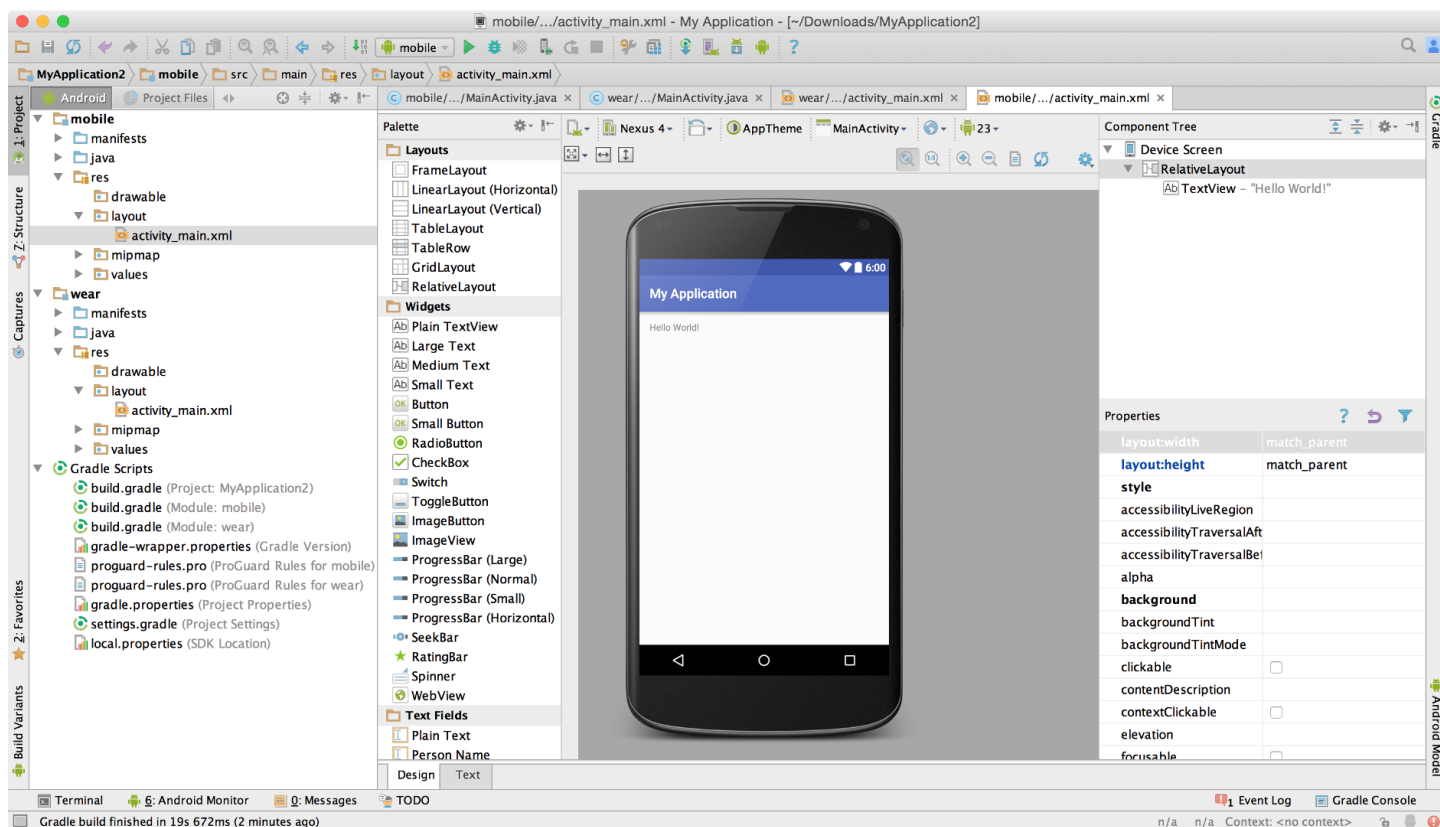 mobile/.../activity_main.xml - My Application - [~/Downloads/MyApplication2]
mobile
MyApplication2 mobile src main res layout activity_main.xml
Android Project Files
mobile/.../MainActivity.java wear/.../MainActivity.java wear/.../activity_main.xml mobile/.../activity_main.xml
1: Project
Z: Structure
Captures
2: Favorites
Build Variants
mobile
manifests
java
res
drawable
layout
activity_main.xml
mipmap
values
wear
manifests
java
res
drawable
layout
activity_main.xml
mipmap
values
Gradle Scripts
build.gradle (Project: MyApplication2)
build.gradle (Module: mobile)
build.gradle (Module: wear)
gradle-wrapper.properties (Gradle Version)
proguard-rules.pro (ProGuard Rules for mobile)
proguard-rules.pro (ProGuard Rules for wear)
gradle.properties (Project Properties)
settings.gradle (Project Settings)
local.properties (SDK Location)
Palette
Layouts
FrameLayout
LinearLayout (Horizontal)
LinearLayout (Vertical)
TableLayout
TableRow
GridLayout
RelativeLayout
Widgets
Ab Plain TextView
Ab Large Text
Ab Medium Text
Ab Small Text
OK Button
OK Small Button
RadioButton
CheckBox
Switch
ToggleButton
ImageButton
ImageView
ProgressBar (Large)
ProgressBar (Normal)
ProgressBar (Small)
ProgressBar (Horizontal)
SeekBar
RatingBar
Spinner
WebView
Text Fields
Plain Text
Person Name
Nexus 4 AppTheme MainActivity 23
6:00
My Application
Hello World!
Design Text
Component Tree
Device Screen
RelativeLayout
Ab TextView - "Hello World!"
Properties
layout:width match_parent
layout:height match_parent
style
accessibilityLiveRegion
accessibilityTraversalAft
accessibilityTraversalBef
alpha
background
backgroundTint
backgroundTintMode
clickable
contentDescription
contextClickable
elevation
focusable
Gradle
Android Model
Terminal 6: Android Monitor 0: Messages TODO 1 Event Log Gradle Console
Gradle build finished in 19s 672ms (2 minutes ago) n/a n/a Context: <no context>